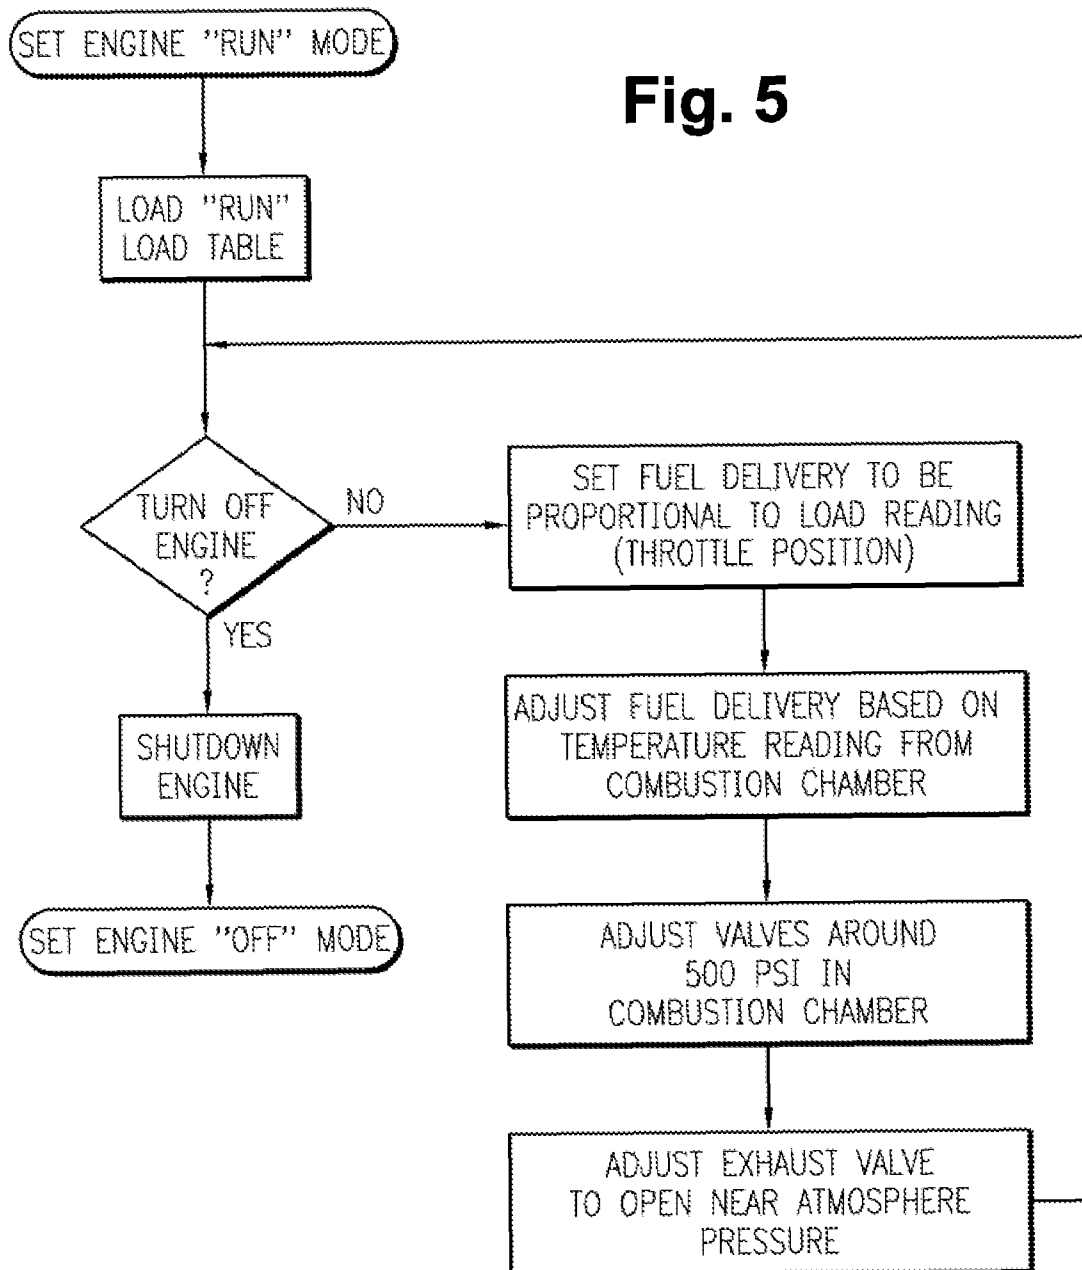 SET ENGINE "RUN" MODE
Fig. 5
LOAD "RUN"
LOAD TABLE
TURN OFF
ENGINE
?
NO
YES
SHUTDOWN
ENGINE
SET ENGINE "OFF" MODE
SET FUEL DELIVERY TO BE
PROPORTIONAL TO LOAD READING
(THROTTLE POSITION)
ADJUST FUEL DELIVERY BASED ON
TEMPERATURE READING FROM
COMBUSTION CHAMBER
ADJUST VALVES AROUND
500 PSI IN
COMBUSTION CHAMBER
ADJUST EXHAUST VALVE
TO OPEN NEAR ATMOSPHERE
PRESSURE